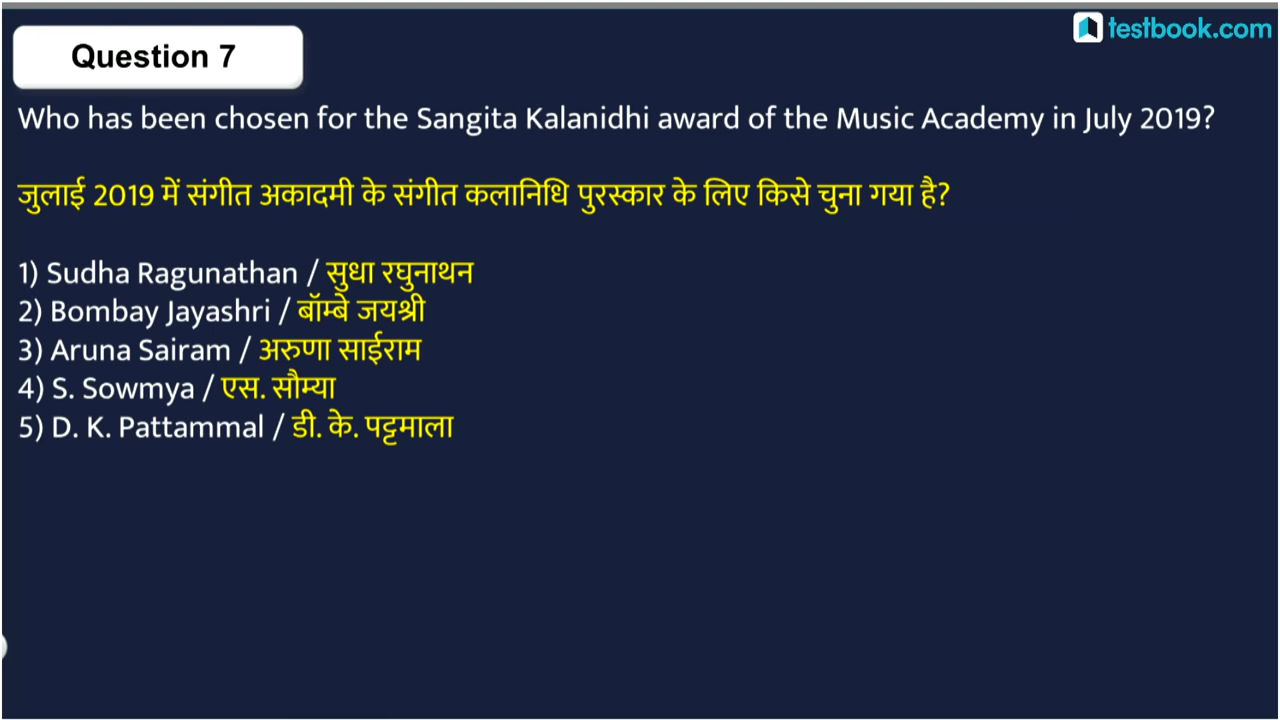 testbook.com
Question 7
Who has been chosen for the Sangita Kalanidhi award of the Music Academy in July 2019?
जुलाई 2019 में संगीत अकादमी के संगीत कलानिधि पुरस्कार के लिए किसे चुना गया है?
1) Sudha Ragunathan / सुधा रघुनाथन
2) Bombay Jayashri / बॉम्बे जयश्री
3) Aruna Sairam / अरुणा साईराम
4) S. Sowmya / एस. सौम्या
5) D. K. Pattammal / डी. के. पट्टमाला